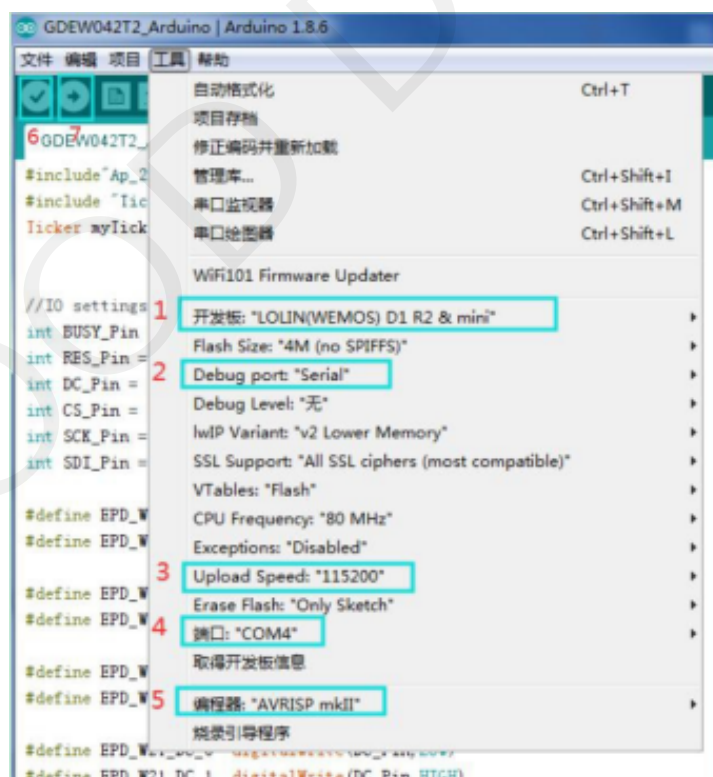 GDEW042T2_Arduino | Arduino 1.8.6
文件 编辑 项目 工具 帮助
6 7
GDEW042T2_
自动格式化 Ctrl+T
项目存档
修正编码并重新加载
管理库... Ctrl+Shift+I
串口监视器 Ctrl+Shift+M
串口绘图器 Ctrl+Shift+L
WiFi101 Firmware Updater
1 开发板: "LOLIN(WEMOS) D1 R2 & mini"
Flash Size: "4M (no SPIFFS)"
2 Debug port: "Serial"
Debug Level: "无"
lwIP Variant: "v2 Lower Memory"
SSL Support: "All SSL ciphers (most compatible)"
VTables: "Flash"
CPU Frequency: "80 MHz"
Exceptions: "Disabled"
3 Upload Speed: "115200"
Erase Flash: "Only Sketch"
4 端口: "COM4"
取得开发板信息
5 编程器: "AVRISP mkII"
烧录引导程序
#include"Ap_2
#include "Tic
Ticker myTick
//IO settings
int BUSY_Pin
int RES_Pin =
int DC_Pin =
int CS_Pin =
int SCK_Pin =
int SDI_Pin =
#define EPD_W
#define EPD_W
#define EPD_W
#define EPD_W
#define EPD_W
#define EPD_W
#define EPD_W21_DC_0 digitalWrite(DC_Pin,LOW)
#define EPD_W21_DC_1 digitalWrite(DC_Pin,HIGH)